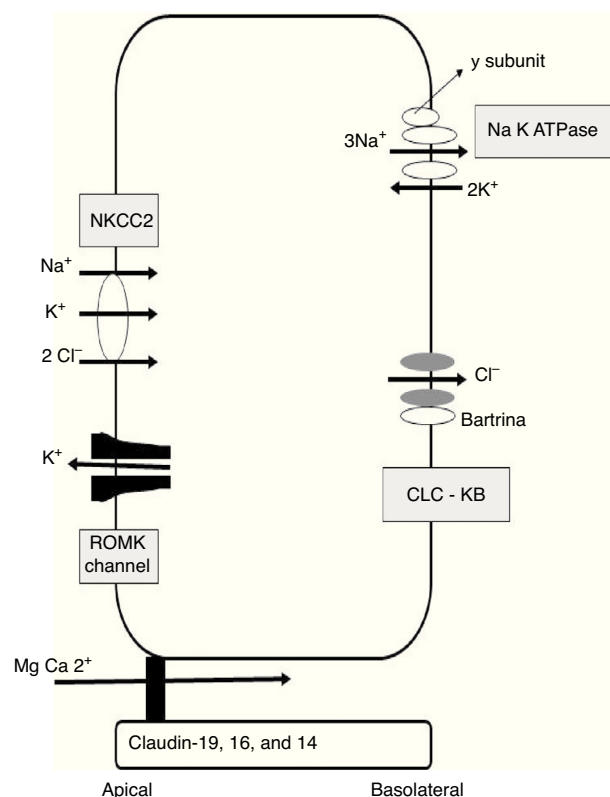 y subunit
Na K ATPase
3Na⁺
2K⁺
NKCC2
Na⁺
K⁺
2 Cl⁻
Cl⁻
Bartrina
K⁺
CLC - KB
ROMK
channel
Mg Ca 2⁺
Claudin-19, 16, and 14
Apical
Basolateral